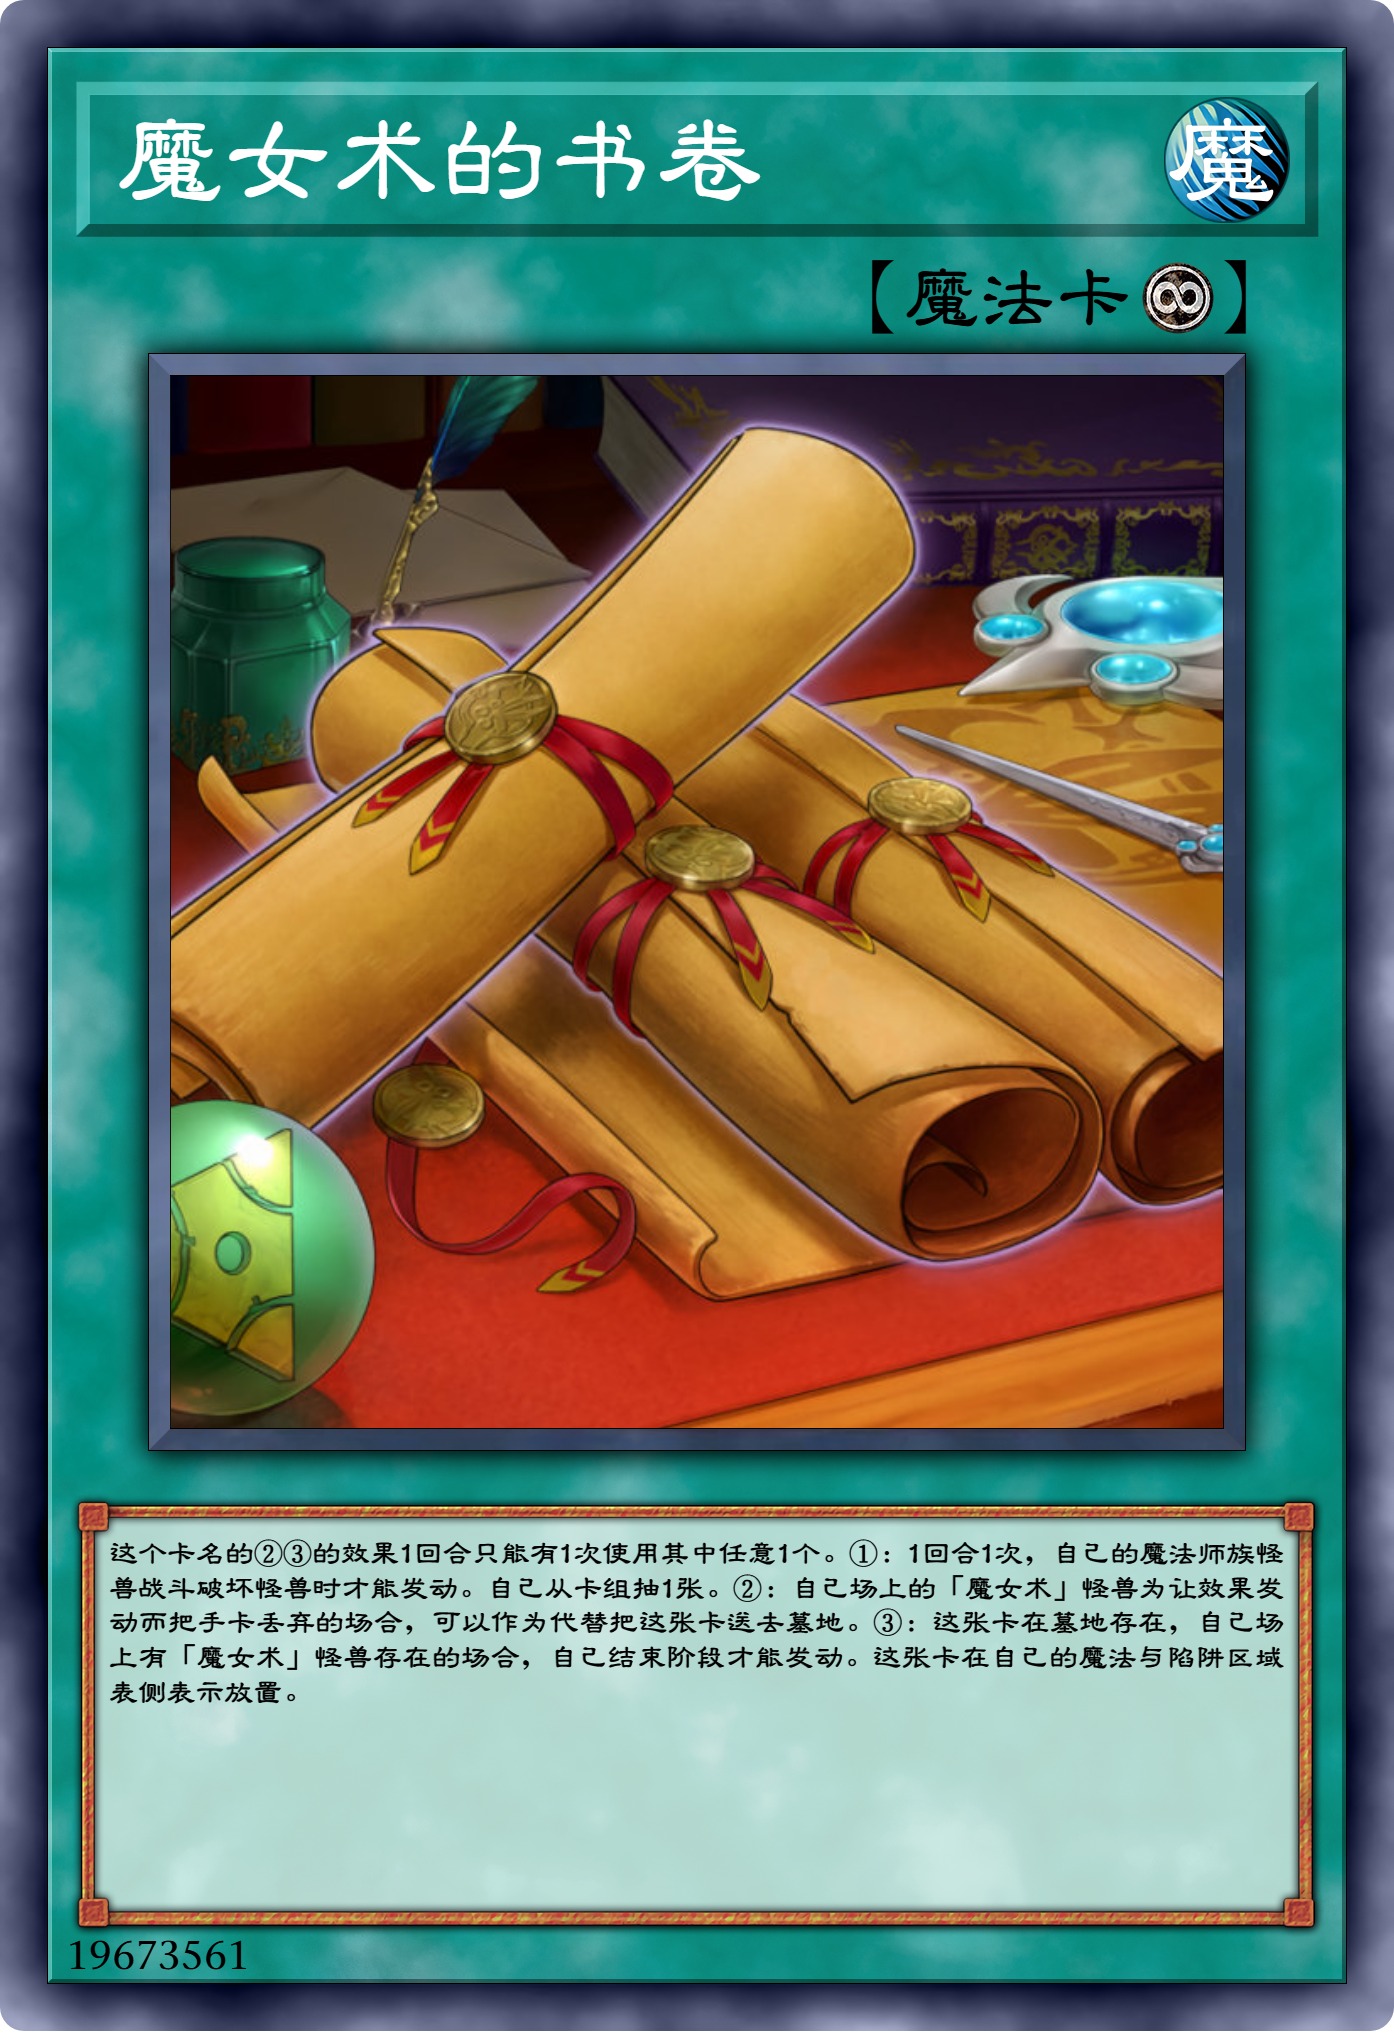 魔女术的书卷
魔
【魔法卡】
这个卡名的②③的效果1回合只能有1次使用其中任意1个。①：1回合1次，自己的魔法师族怪
兽战斗破坏怪兽时才能发动。自己从卡组抽1张。②：自己场上的「魔女术」怪兽为让效果发
动而把手卡丢弃的场合，可以作为代替把这张卡送去墓地。③：这张卡在墓地存在，自己场
上有「魔女术」怪兽存在的场合，自己结束阶段才能发动。这张卡在自己的魔法与陷阱区域
表侧表示放置。
19673561